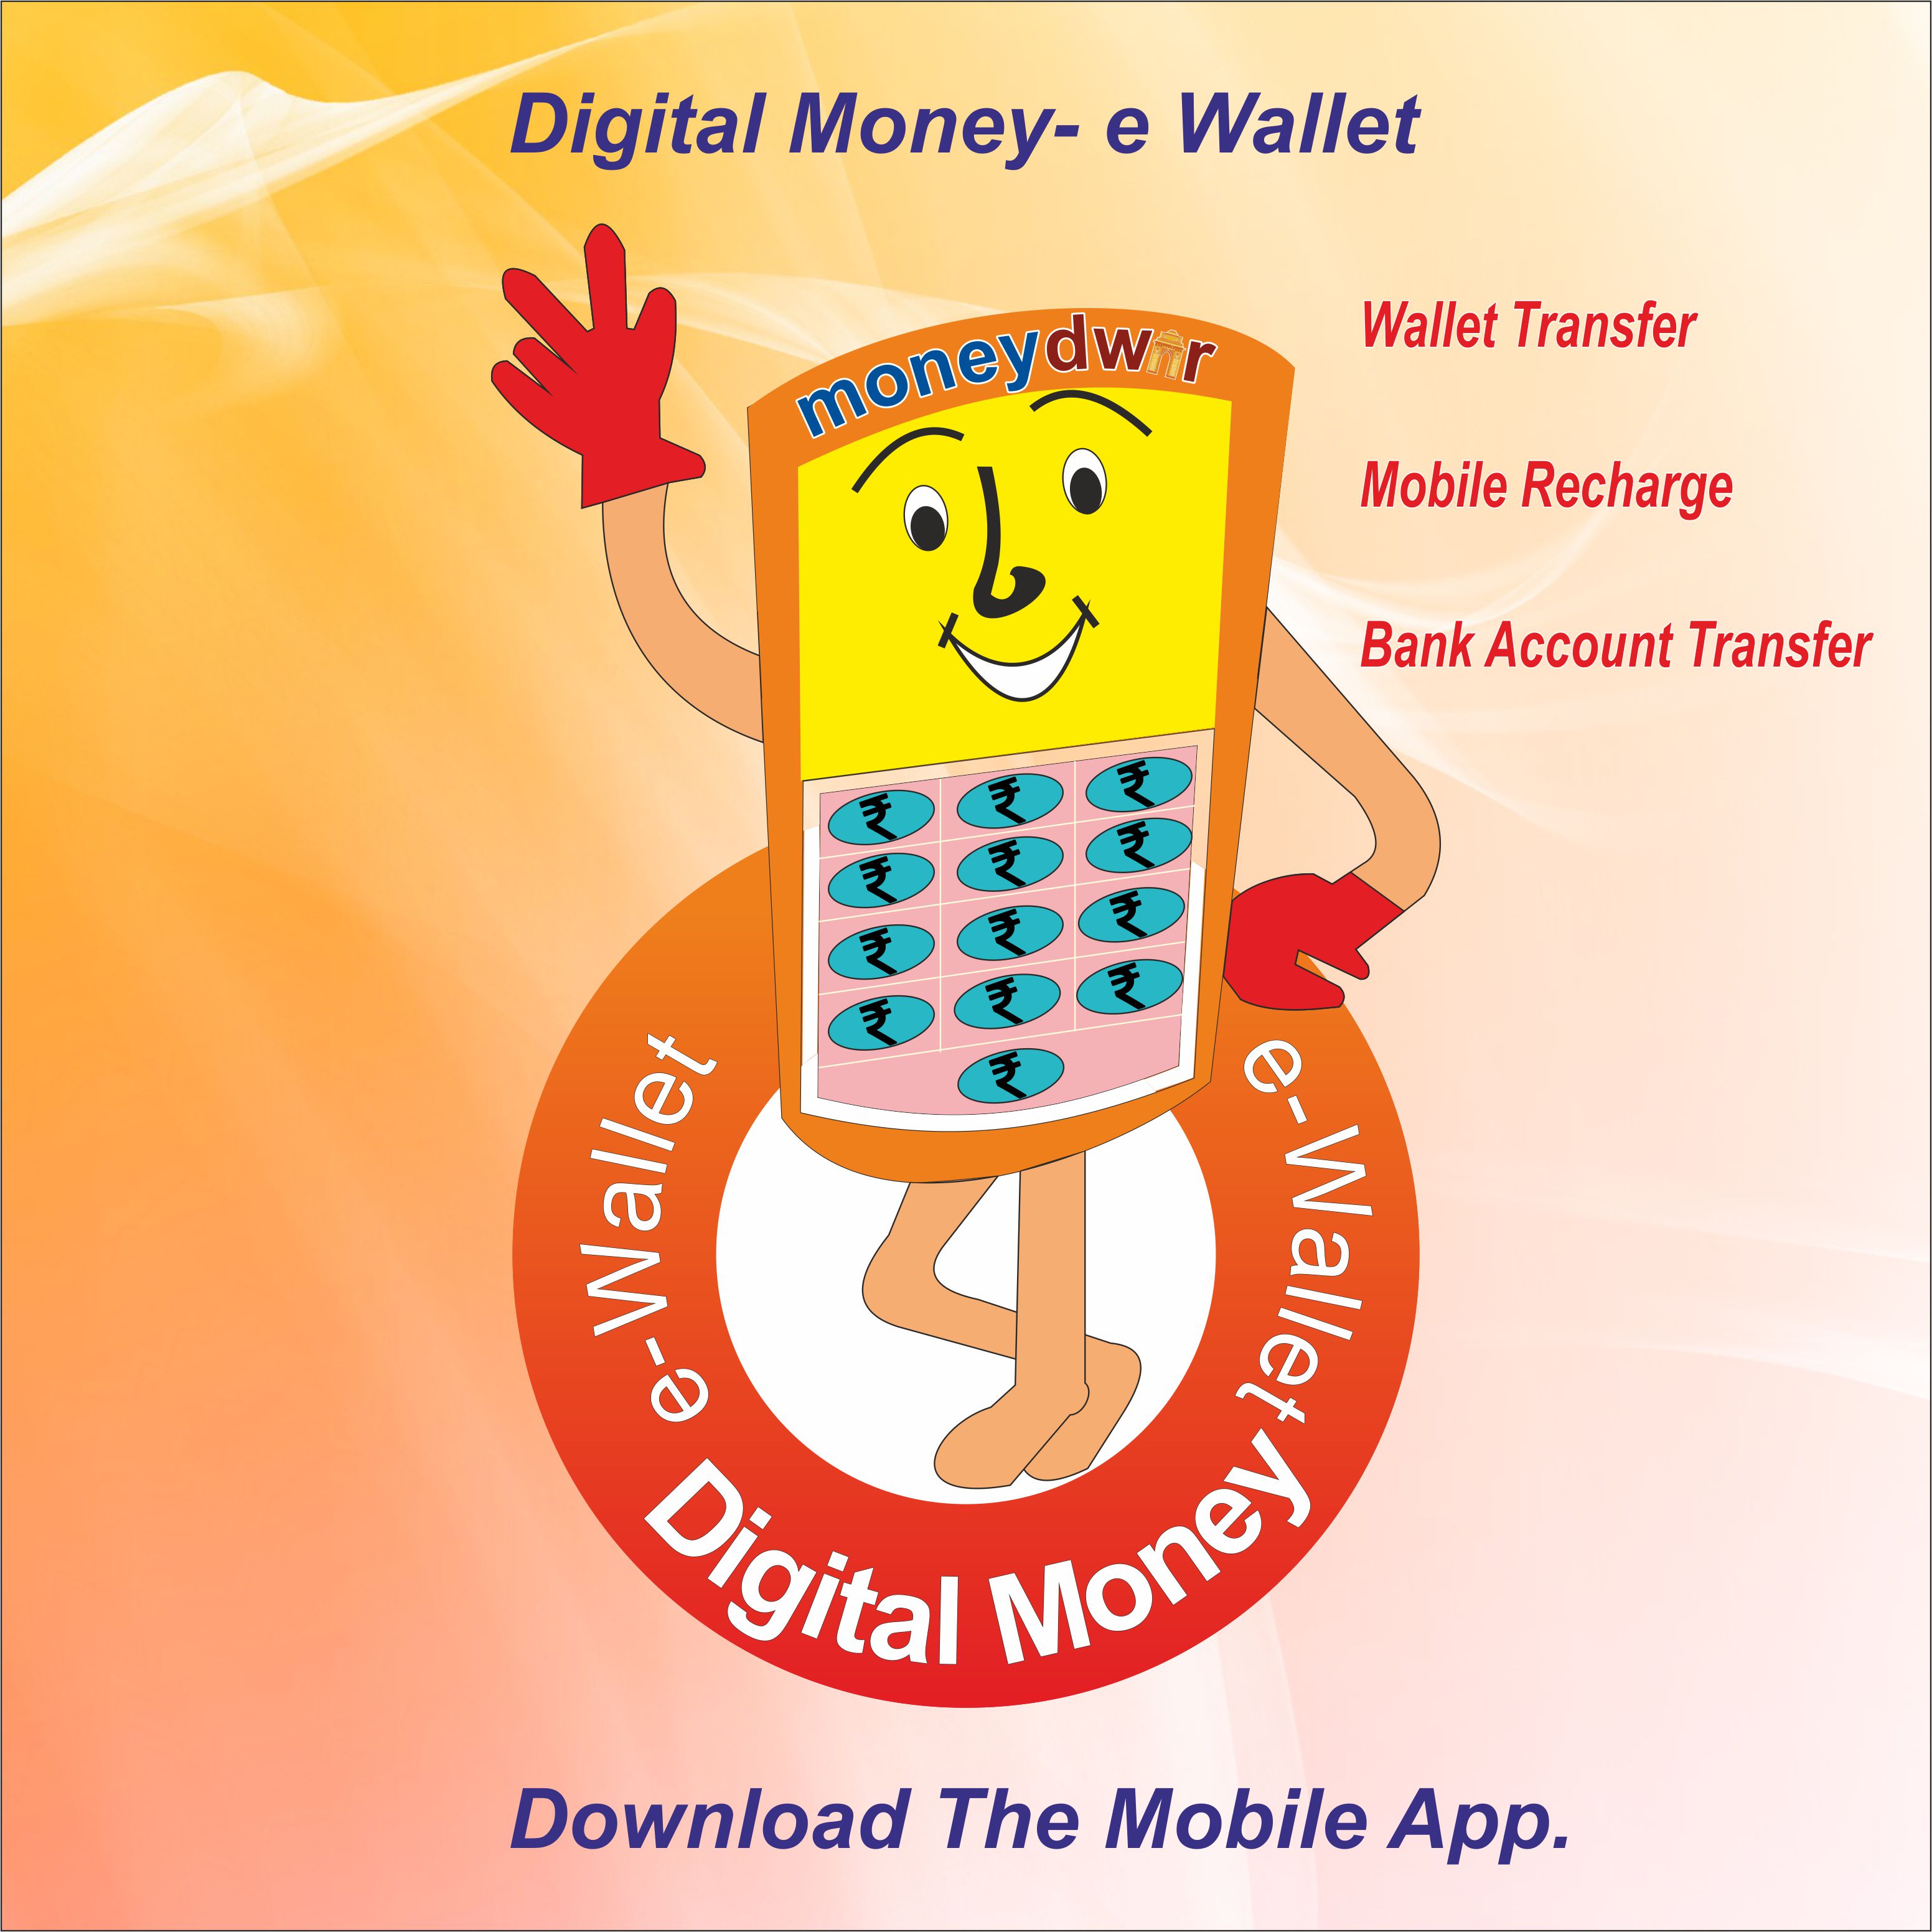 Digital Money- e Wallet
moneydwar
Wallet Transfer
Mobile Recharge
Bank Account Transfer
₹ ₹ ₹
₹ ₹ ₹
₹ ₹ ₹
₹ ₹ ₹
₹
e-Wallet
e-Wallet
Digital Money
Download The Mobile App.